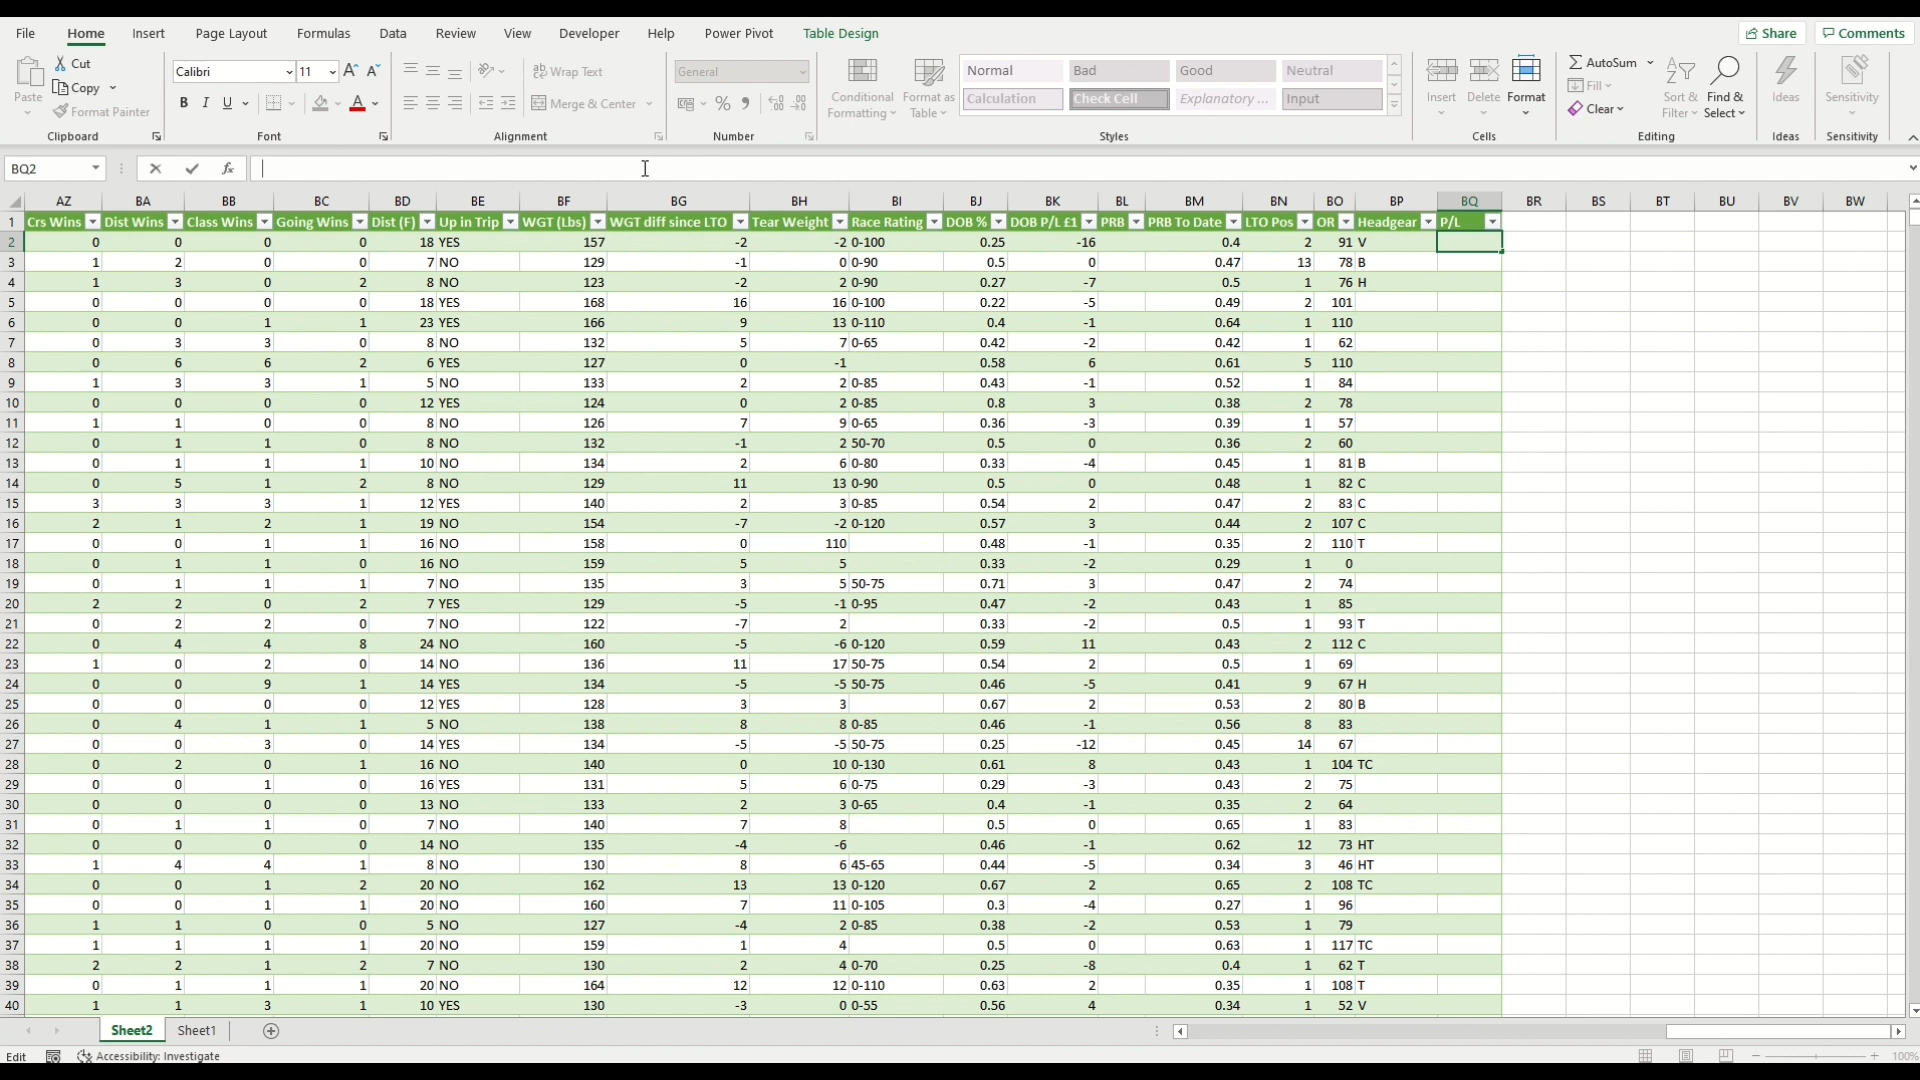 File Home Insert Page Layout Formulas Data Review View Developer Help Power Pivot Table Design Share Comments
Paste Cut Copy Format Painter Calibri 11 B I U A Wrap Text Merge & Center General % Conditional Formatting Format as Table Normal Bad Good Neutral Calculation Check Cell Explanatory ... Input Insert Delete Format AutoSum Fill Clear Sort & Filter Find & Select Ideas Sensitivity
Clipboard Font Alignment Number Styles Cells Editing Ideas Sensitivity
BQ2 fx
AZ BA BB BC BD BE BF BG BH BI BJ BK BL BM BN BO BP BQ BR BS BT BU BV BW
1 Crs Wins Dist Wins Class Wins Going Wins Dist (F) Up in Trip WGT (Lbs) WGT diff since LTO Tear Weight Race Rating DOB % DOB P/L £1 PRB PRB To Date LTO Pos OR Headgear P/L
2 0 0 0 0 18 YES 157 -2 -2 0-100 0.25 -16 0.4 2 91 V
3 1 2 0 0 7 NO 129 -1 0 0-90 0.5 0 0.47 13 78 B
4 1 3 0 2 8 NO 123 -2 2 0-90 0.27 -7 0.5 1 76 H
5 0 0 0 0 18 YES 168 16 16 0-100 0.22 -5 0.49 2 101
6 0 0 1 1 23 YES 166 9 13 0-110 0.4 -1 0.64 1 110
7 0 3 3 0 8 NO 132 5 7 0-65 0.42 -2 0.42 1 62
8 0 6 6 2 6 YES 127 0 -1 0.58 6 0.61 5 110
9 1 3 3 1 5 NO 133 2 2 0-85 0.43 -1 0.52 1 84
10 0 0 0 0 12 YES 124 0 2 0-85 0.8 3 0.38 2 78
11 1 1 0 0 8 NO 126 7 9 0-65 0.36 -3 0.39 1 57
12 0 1 1 0 8 NO 132 -1 2 50-70 0.5 0 0.36 2 60
13 0 1 1 1 10 NO 134 2 6 0-80 0.33 -4 0.45 1 81 B
14 0 5 1 2 8 NO 129 11 13 0-90 0.5 0 0.48 1 82 C
15 3 3 3 1 12 YES 140 2 3 0-85 0.54 2 0.47 2 83 C
16 2 1 2 1 19 NO 154 -7 -2 0-120 0.57 3 0.44 2 107 C
17 0 0 1 1 16 NO 158 0 110 0.48 -1 0.35 2 110 T
18 0 1 1 0 16 NO 159 5 5 0.33 -2 0.29 1 0
19 0 1 1 1 7 NO 135 3 5 50-75 0.71 3 0.47 2 74
20 2 2 0 2 7 YES 129 -5 -1 0-95 0.47 -2 0.43 1 85
21 0 2 2 0 7 NO 122 -7 2 0.33 -2 0.5 1 93 T
22 0 4 4 8 24 NO 160 -5 -6 0-120 0.59 11 0.43 2 112 C
23 1 0 2 0 14 NO 136 11 17 50-75 0.54 2 0.5 1 69
24 0 0 9 1 14 YES 134 -5 -5 50-75 0.46 -5 0.41 9 67 H
25 0 0 0 0 12 YES 128 3 3 0.67 2 0.53 2 80 B
26 0 4 1 1 5 NO 138 8 8 0-85 0.46 -1 0.56 8 83
27 0 0 3 0 14 YES 134 -5 -5 50-75 0.25 -12 0.45 14 67
28 0 2 0 1 16 NO 140 0 10 0-130 0.61 8 0.43 1 104 TC
29 0 0 1 0 16 YES 131 5 6 0-75 0.29 -3 0.43 2 75
30 0 0 0 0 13 NO 133 2 3 0-65 0.4 -1 0.35 2 64
31 0 1 1 0 7 NO 140 7 8 0.5 0 0.65 1 83
32 0 0 0 0 14 NO 135 -4 -6 0.46 -1 0.62 12 73 HT
33 1 4 4 1 8 NO 130 8 6 45-65 0.44 -5 0.34 3 46 HT
34 0 0 1 2 20 NO 162 13 13 0-120 0.67 2 0.65 2 108 TC
35 0 0 1 1 20 NO 160 7 11 0-105 0.3 -4 0.27 1 96
36 1 1 0 0 5 NO 127 -4 2 0-85 0.38 -2 0.53 1 79
37 1 1 1 1 20 NO 159 1 4 0.5 0 0.63 1 117 TC
38 2 2 1 2 7 NO 130 2 4 0-70 0.25 -8 0.4 1 62 T
39 0 1 1 1 20 NO 164 12 12 0-110 0.63 2 0.35 1 108 T
40 1 1 3 1 10 YES 130 -3 0 0-55 0.56 4 0.34 1 52 V
Sheet2 Sheet1
Edit Accessibility: Investigate 100%